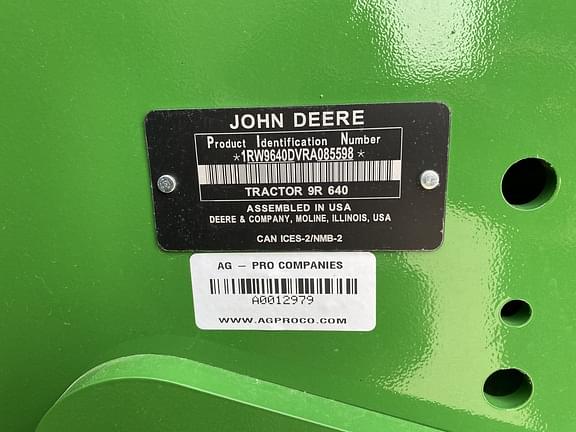 JOHN DEERE
Product Identification Number
*1RW9640DVRA085598*
TRACTOR 9R 640
ASSEMBLED IN USA
DEERE & COMPANY, MOLINE, ILLINOIS, USA
CAN ICES-2/NMB-2
AG - PRO COMPANIES
A0012979
WWW.AGPROCO.COM